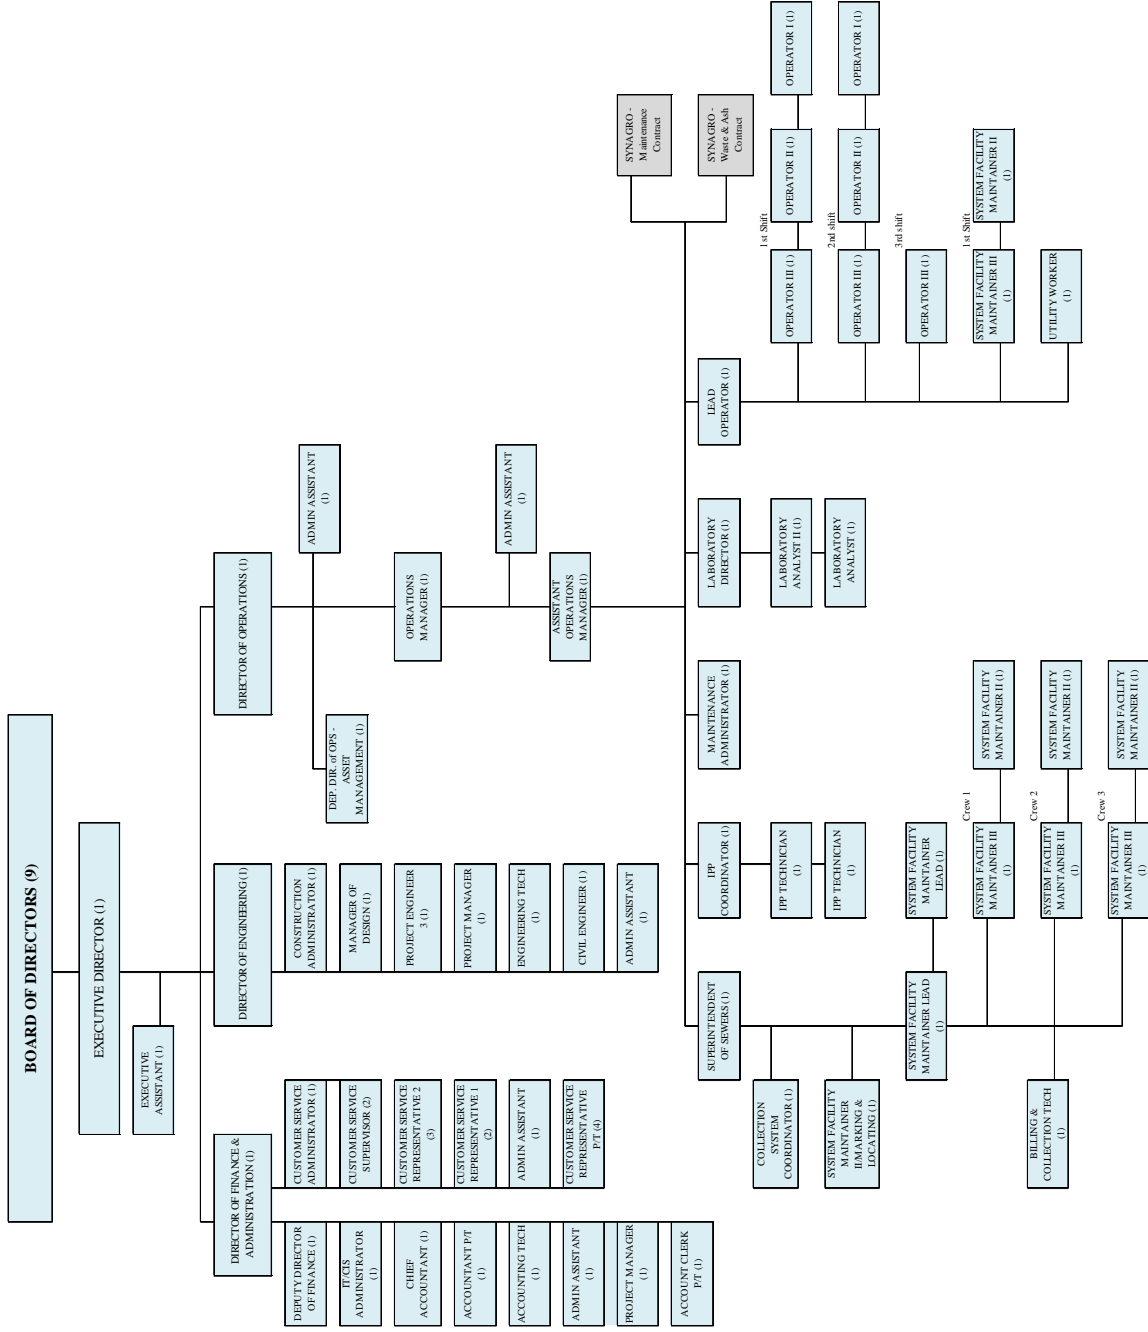 BOARD OF DIRECTORS (9)
EXECUTIVE DIRECTOR (1)
EXECUTIVE
ASSISTANT (1)
DIRECTOR OF FINANCE &
ADMINISTRATION (1)
DIRECTOR OF ENGINEERING(1)
DIRECTOR OF OPERATIONS (1)
DEPUTY DIRECTOR
OF FINANCE (1)
IT/CIS
ADMINISTRATOR
(1)
CHIEF
ACCOUNTANT (1)
ACCOUNTANT P/T
(1)
ACCOUNTING TECH
(1)
ADMIN ASSISTANT
(1)
PROJECT MANAGER
(1)
ACCOUNT CLERK
P/T (1)
CUSTOMER SERVICE
ADMINISTRATOR (1)
CUSTOMER SERVICE
SUPERVISOR (2)
CUSTOMER SERVICE
REPRESENTATIVE 2
(3)
CUSTOMER SERVICE
REPRESENTATIVE 1
(2)
ADMIN ASSISTANT
(1)
CUSTOMER SERVICE
REPRESENTATIVE
P/T (4)
CONSTRUCTION
ADMINISTRATOR (1)
MANAGER OF
DESIGN (1)
PROJECT ENGINEER
3 (1)
PROJECT MANAGER
(1)
ENGINEERING TECH
(1)
CIVIL ENGINEER (1)
ADMIN ASSISTANT
(1)
ADMIN ASSISTANT
(1)
DEP. DIR. of OPS -
ASSET
MANAGEMENT (1)
OPERATIONS
MANAGER (1)
ADMIN ASSISTANT
(1)
ASSISTANT
OPERATIONS
MANAGER (1)
SYNAGRO -
Maintenance
Contract
SYNAGRO -
Waste & Ash
Contract
SUPERINTENDENT
OF SEWERS (1)
COLLECTION
SYSTEM
COORDINATOR (1)
SYSTEM FACILITY
MAINTAINER
II/MARKING &
LOCATING (1)
SYSTEM FACILITY
MAINTAINER LEAD
(1)
SYSTEM FACILITY
MAINTAINER
LEAD (1)
BILLING &
COLLECTION TECH
(1)
Crew 1
SYSTEM FACILITY
MAINTAINER III
(1)
SYSTEM FACILITY
MAINTAINER II (1)
Crew 2
SYSTEM FACILITY
MAINTAINER III
(1)
SYSTEM FACILITY
MAINTAINER II (1)
Crew 3
SYSTEM FACILITY
MAINTAINER III
(1)
SYSTEM FACILITY
MAINTAINER II (1)
IPP
COORDINATOR (1)
IPP TECHNICIAN
(1)
IPP TECHNICIAN
(1)
MAINTENANCE
ADMINISTRATOR (1)
LABORATORY
DIRECTOR (1)
LABORATORY
ANALYST II (1)
LABORATORY
ANALYST (1)
LEAD
OPERATOR (1)
1st Shift
OPERATOR III (1)
OPERATOR II (1)
OPERATOR I (1)
2nd shift
OPERATOR III (1)
OPERATOR II (1)
OPERATOR I (1)
3rd shift
OPERATOR III (1)
1st Shift
SYSTEM FACILITY
MAINTAINER III
(1)
SYSTEM FACILITY
MAINTAINER II
(1)
UTILITY WORKER
(1)